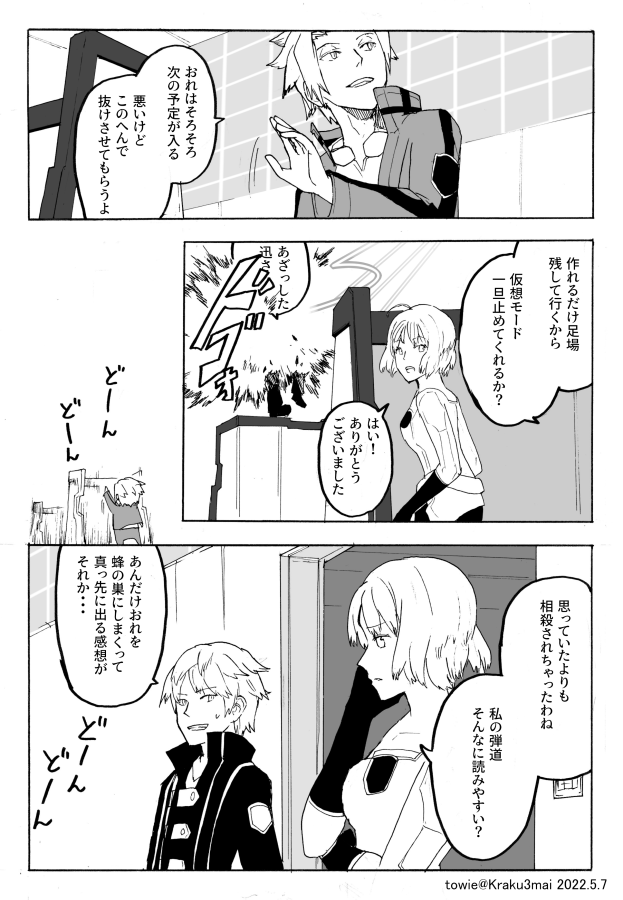 おれはそろそろ
次の予定が入る
悪いけど
このへんで
抜けさせてもらうよ
作れるだけ足場
残して行くから
仮想モード
一旦止めてくれるか?
あざっした
迅さ
ドドドォ
はい!
ありがとう
ございました
どーん
どーん
思っていたよりも
相殺されちゃったわね
私の弾道
そんなに読みやすい?
あんだけおれを
蜂の巣にしまくって
真っ先に出る感想が
それか・・・
どーん
どーん
towie@Kraku3mai 2022.5.7